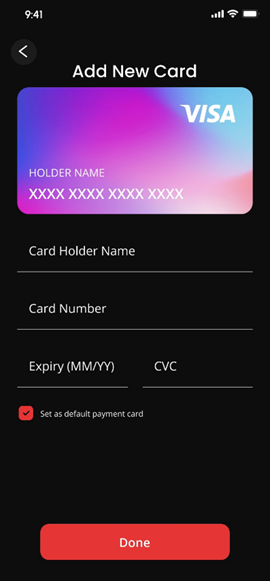 9:41
Add New Card
VISA
HOLDER NAME
XXXX XXXX XXXX XXXX
Card Holder Name
Card Number
Expiry (MM/YY) CVC
Set as default payment card
Done